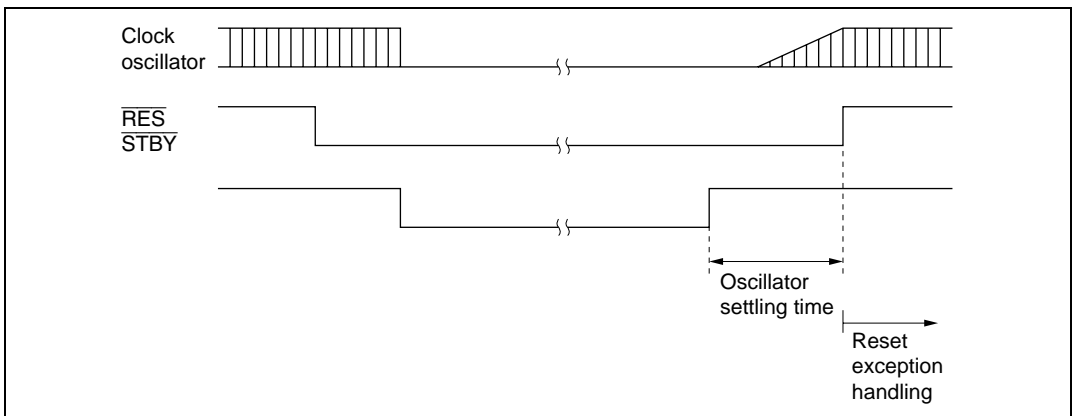 Clock
oscillator
RES
STBY
Oscillator
settling time
Reset
exception
handling